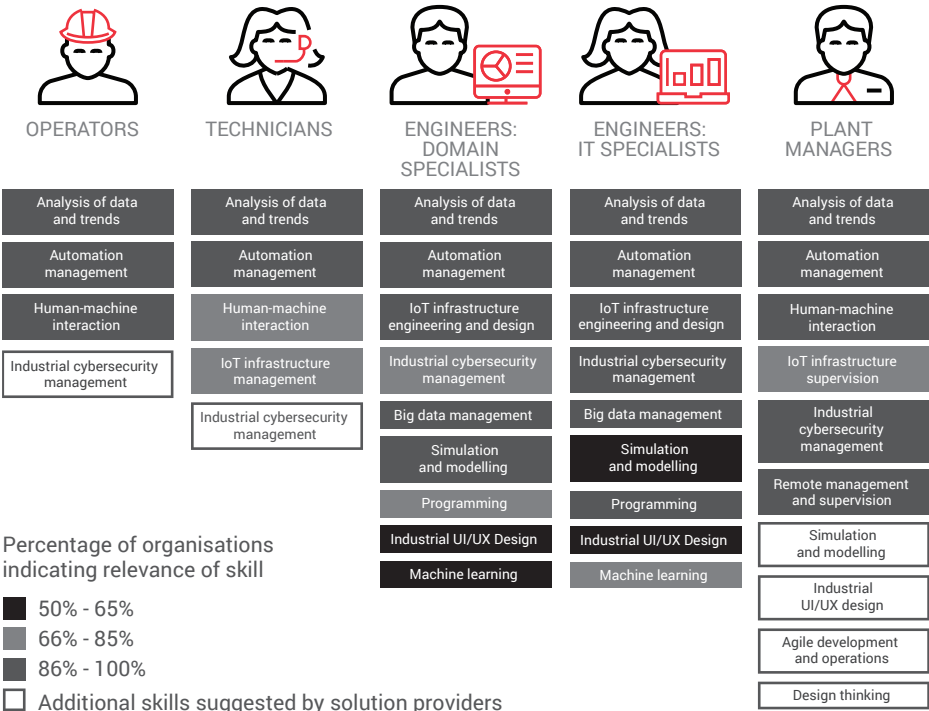 OPERATORS
TECHNICIANS
ENGINEERS:
DOMAIN
SPECIALISTS
ENGINEERS:
IT SPECIALISTS
PLANT
MANAGERS
Analysis of data
and trends
Automation
management
Human-machine
interaction
Industrial cybersecurity
management
Analysis of data
and trends
Automation
management
Human-machine
interaction
IoT infrastructure
management
Industrial cybersecurity
management
Analysis of data
and trends
Automation
management
IoT infrastructure
engineering and design
Industrial cybersecurity
management
Big data management
Simulation
and modelling
Programming
Industrial UI/UX Design
Machine learning
Analysis of data
and trends
Automation
management
IoT infrastructure
engineering and design
Industrial cybersecurity
management
Big data management
Simulation
and modelling
Programming
Industrial UI/UX Design
Machine learning
Analysis of data
and trends
Automation
management
Human-machine
interaction
IoT infrastructure
supervision
Industrial
cybersecurity
management
Remote management
and supervision
Simulation
and modelling
Industrial
UI/UX design
Agile development
and operations
Design thinking
Percentage of organisations
indicating relevance of skill
50% - 65%
66% - 85%
86% - 100%
Additional skills suggested by solution providers